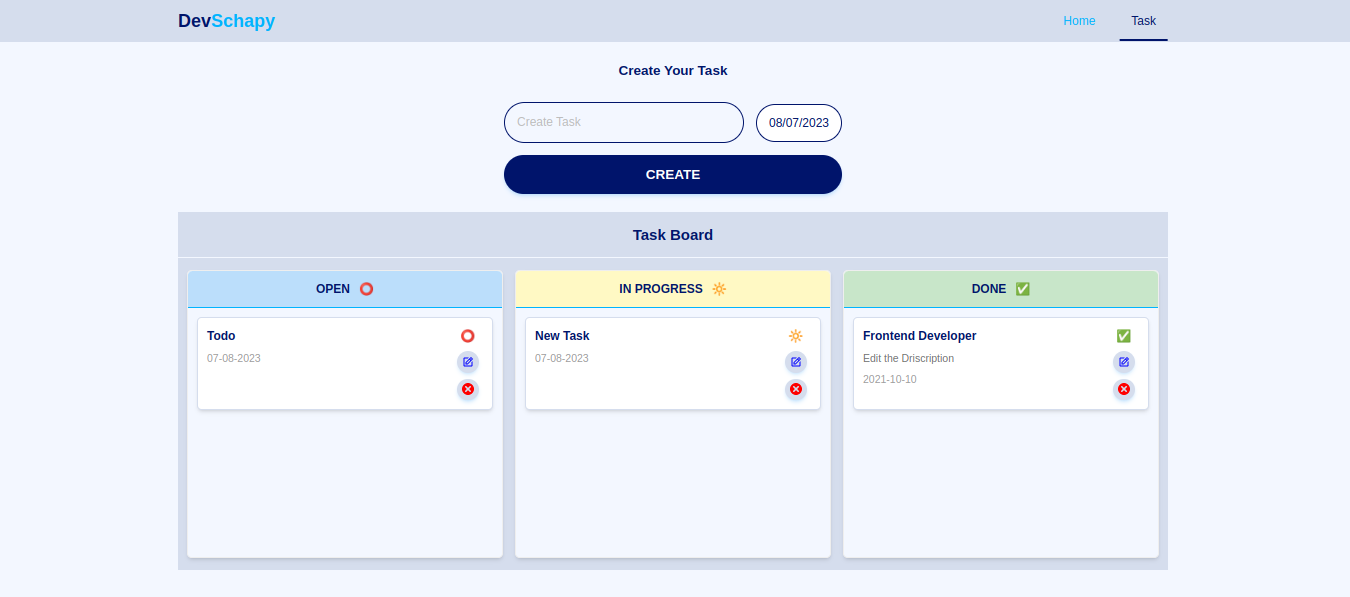 DevSchapy
Home Task
Create Your Task
Create Task 08/07/2023
CREATE
Task Board
OPEN ⭕
Todo ⭕
07-08-2023
IN PROGRESS 🔆
New Task 🔆
07-08-2023
DONE ✅
Frontend Developer ✅
Edit the Driscription
2021-10-10